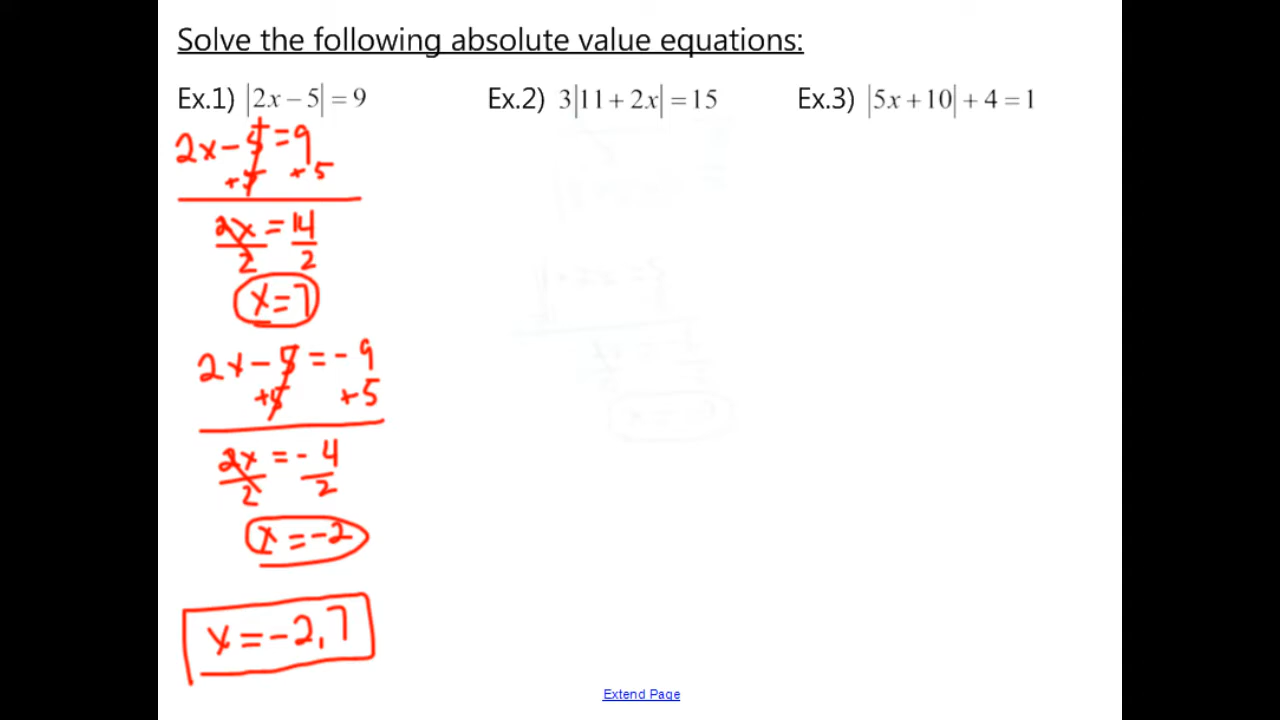 Solve the following absolute value equations:
Ex.1) |2x − 5| = 9
Ex.2) 3|11 + 2x| = 15
Ex.3) |5x + 10| + 4 = 1
2x − 5 = 9
+5 +5
2x = 14
2 2
x = 7
2x − 5 = − 9
+5 +5
2x = − 4
2 2
x = −2
x = −2, 7
Extend Page